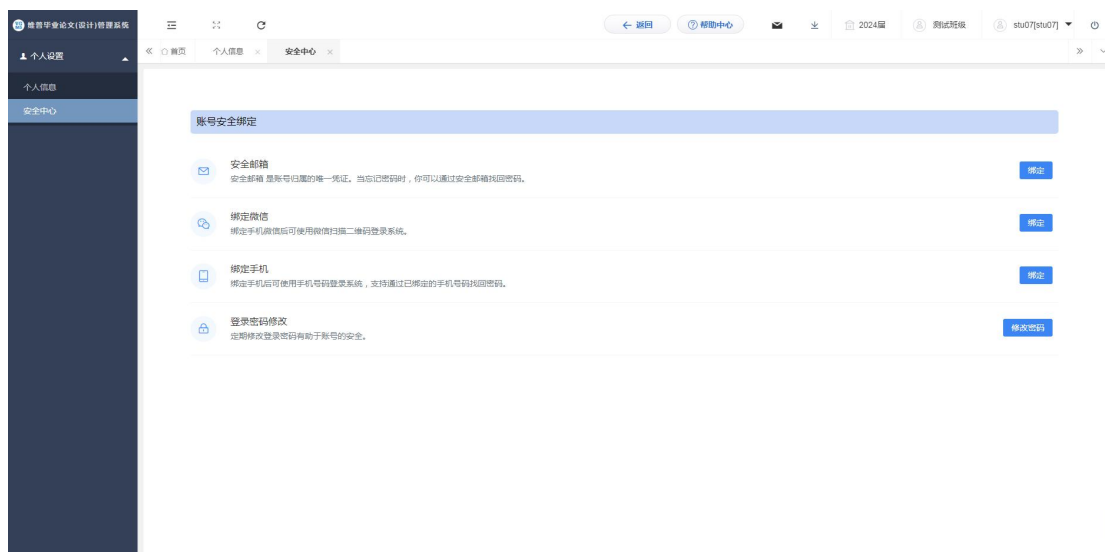 维普毕业论文(设计)管理系统
返回
帮助中心
2024届
测试班级
stu07[stu07]
个人设置
首页
个人信息
安全中心
个人信息
安全中心
账号安全绑定
安全邮箱
安全邮箱 是账号归属的唯一凭证。当忘记密码时，你可以通过安全邮箱找回密码。
绑定
绑定微信
绑定手机微信后可使用微信扫描二维码登录系统。
绑定
绑定手机
绑定手机后可使用手机号码登录系统，支持通过已绑定的手机号码找回密码。
绑定
登录密码修改
定期修改登录密码有助于账号的安全。
修改密码